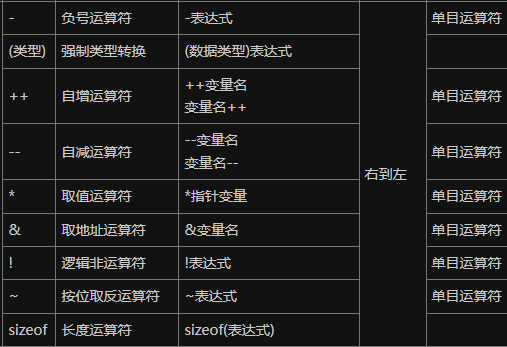 - 负号运算符 -表达式 单目运算符
(类型) 强制类型转换 (数据类型)表达式
++ 自增运算符 ++变量名
变量名++ 单目运算符
-- 自减运算符 --变量名
变量名-- 单目运算符
右到左
* 取值运算符 *指针变量 单目运算符
& 取地址运算符 &变量名 单目运算符
! 逻辑非运算符 !表达式 单目运算符
~ 按位取反运算符 ~表达式 单目运算符
sizeof 长度运算符 sizeof(表达式)